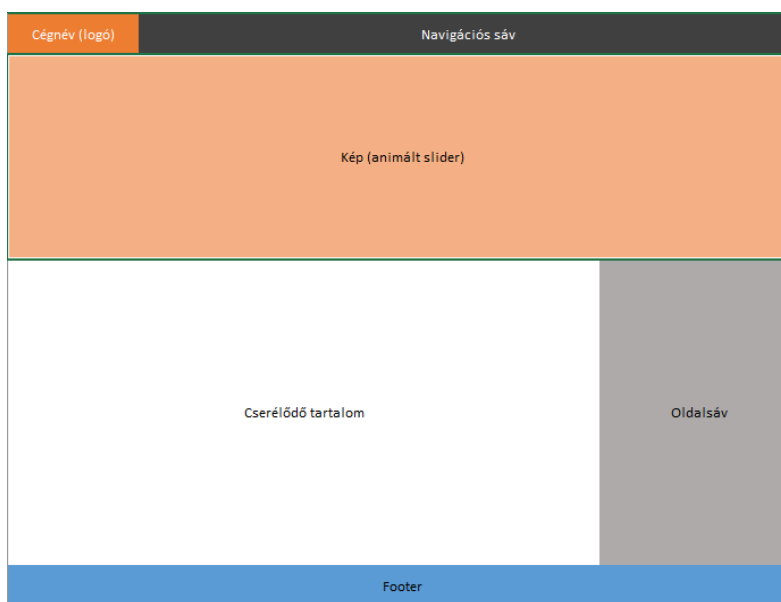 Cégnév (logó)
Navigációs sáv
Kép (animált slider)
Cserélődő tartalom
Oldalsáv
Footer